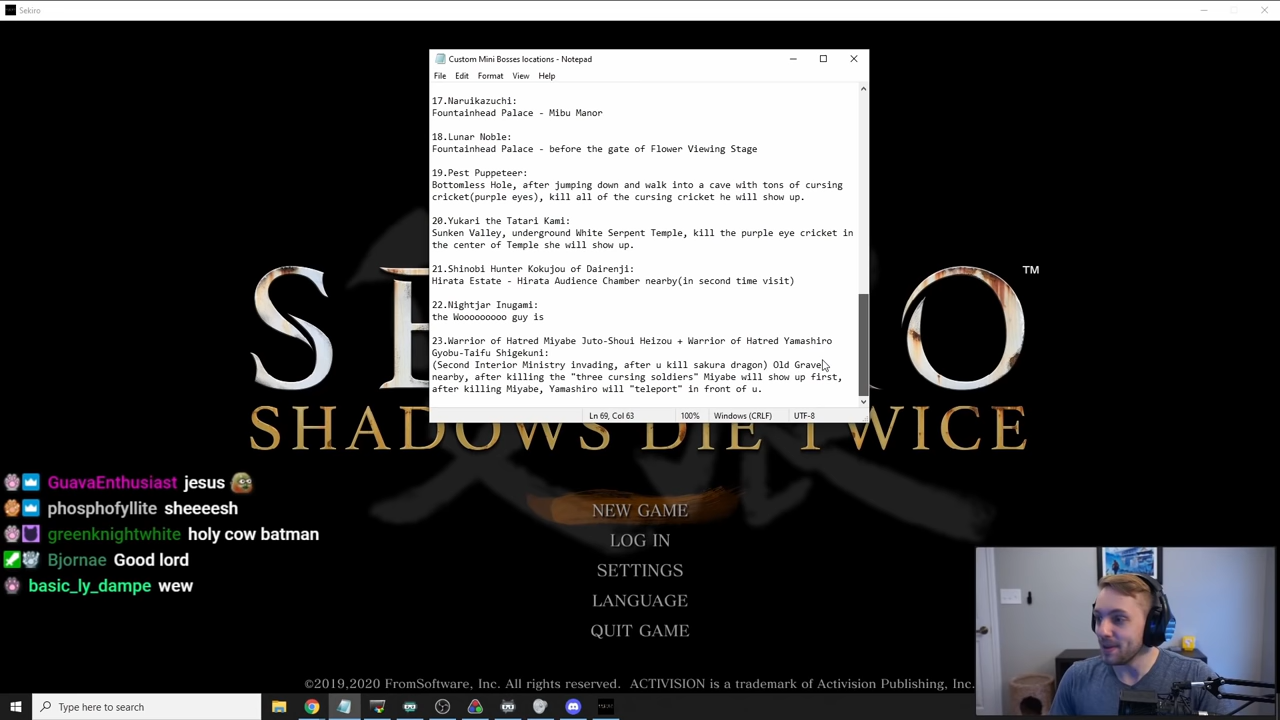 Sekiro
Custom Mini Bosses locations - Notepad
File Edit Format View Help
17.Naruikazuchi:
Fountainhead Palace - Mibu Manor
18.Lunar Noble:
Fountainhead Palace - before the gate of Flower Viewing Stage
19.Pest Puppeteer:
Bottomless Hole, after jumping down and walk into a cave with tons of cursing
cricket(purple eyes), kill all of the cursing cricket he will show up.
20.Yukari the Tatari Kami:
Sunken Valley, underground White Serpent Temple, kill the purple eye cricket in
the center of Temple she will show up.
21.Shinobi Hunter Kokujou of Dairenji:
Hirata Estate - Hirata Audience Chamber nearby(in second time visit)
22.Nightjar Inugami:
the Wooooooooo guy is
23.Warrior of Hatred Miyabe Juto-Shoui Heizou + Warrior of Hatred Yamashiro
Gyobu-Taifu Shigekuni:
(Second Interior Ministry invading, after u kill sakura dragon) Old Grave
nearby, after killing the "three cursing soldiers" Miyabe will show up first,
after killing Miyabe, Yamashiro will "teleport" in front of u.
Ln 69, Col 63 100% Windows (CRLF) UTF-8
TM
SHADOWS DIE TWICE
GuavaEnthusiast jesus
phosphofyllite sheeeesh
greenknightwhite holy cow batman
Bjornae Good lord
basic_ly_dampe wew
NEW GAME
LOG IN
SETTINGS
LANGUAGE
QUIT GAME
©2019,2020 FromSoftware, Inc. All rights reserved. ACTIVISION is a trademark of Activision Publishing, Inc.
Type here to search